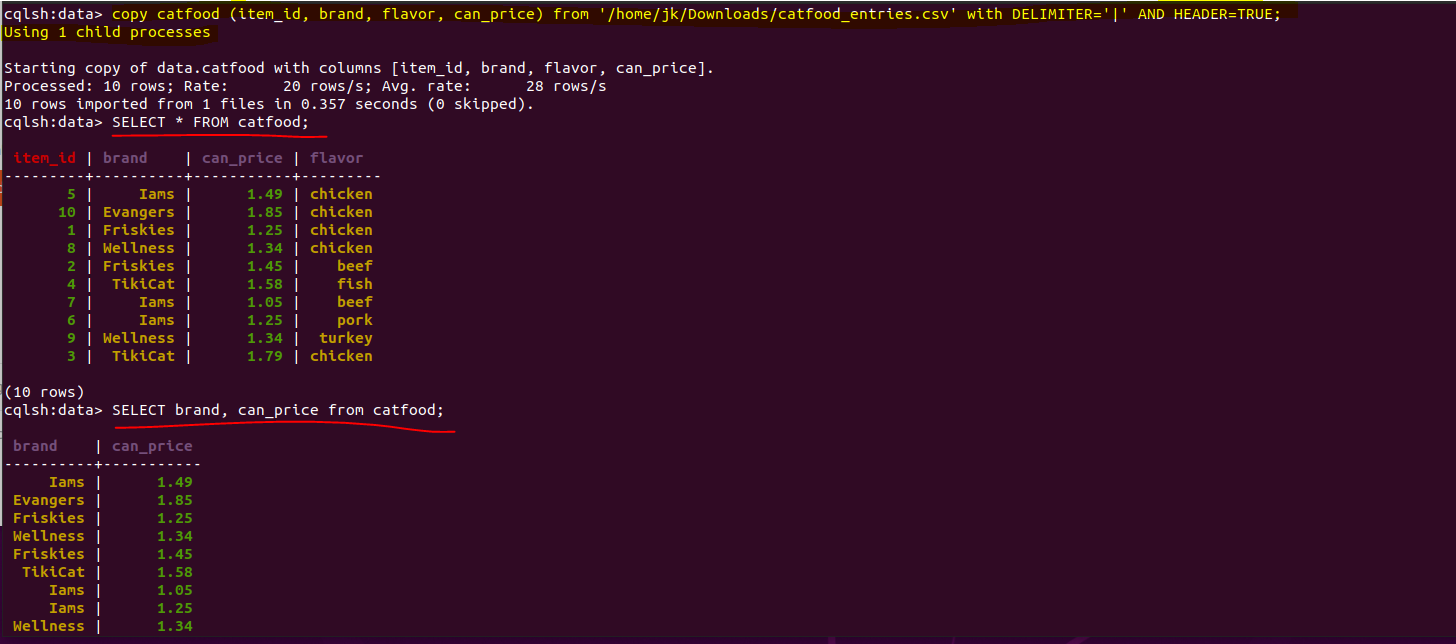 cqlsh:data> copy catfood (item_id, brand, flavor, can_price) from '/home/jk/Downloads/catfood_entries.csv' with DELIMITER='|' AND HEADER=TRUE;
Using 1 child processes
Starting copy of data.catfood with columns [item_id, brand, flavor, can_price].
Processed: 10 rows; Rate:      20 rows/s; Avg. rate:      28 rows/s
10 rows imported from 1 files in 0.357 seconds (0 skipped).
cqlsh:data> SELECT * FROM catfood;
 item_id | brand    | can_price | flavor
---------+----------+-----------+---------
       5 |     Iams |      1.49 | chicken
      10 | Evangers |      1.85 | chicken
       1 | Friskies |      1.25 | chicken
       8 | Wellness |      1.34 | chicken
       2 | Friskies |      1.45 |    beef
       4 |  TikiCat |      1.58 |    fish
       7 |     Iams |      1.05 |    beef
       6 |     Iams |      1.25 |    pork
       9 | Wellness |      1.34 |  turkey
       3 |  TikiCat |      1.79 | chicken
(10 rows)
cqlsh:data> SELECT brand, can_price from catfood;
 brand    | can_price
----------+-----------
     Iams |      1.49
 Evangers |      1.85
 Friskies |      1.25
 Wellness |      1.34
 Friskies |      1.45
  TikiCat |      1.58
     Iams |      1.05
     Iams |      1.25
 Wellness |      1.34